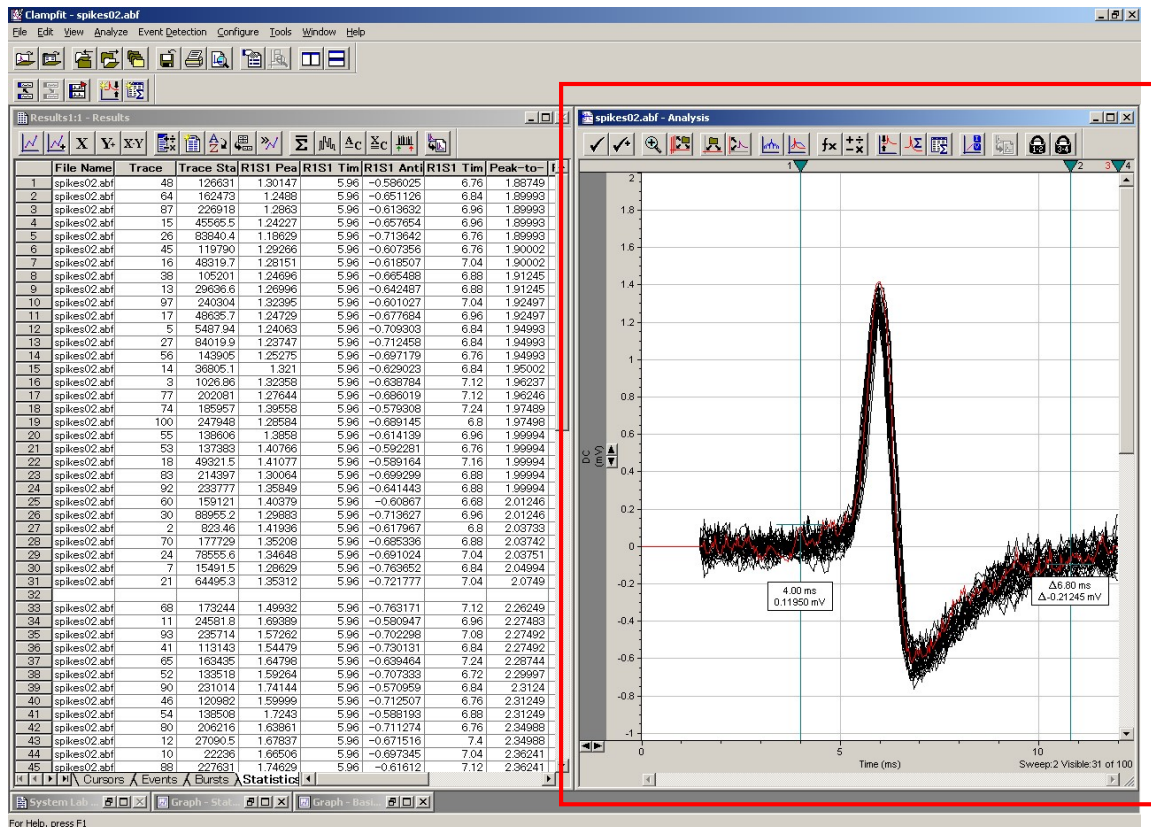 Clampfit - spikes02.abf
File Edit View Analyze Event Detection Configure Tools Window Help
Results1:1 - Results
File Name Trace Trace Sta R1S1 Pea R1S1 Tim R1S1 Anti R1S1 Tim Peak-to-
1 spikes02.abf 48 126631 1.30147 5.96 -0.586025 6.76 1.88749
2 spikes02.abf 64 162473 1.2488 5.96 -0.651126 6.84 1.89993
3 spikes02.abf 87 226918 1.2863 5.96 -0.613632 6.96 1.89993
4 spikes02.abf 15 45565.5 1.24227 5.96 -0.657654 6.96 1.89993
5 spikes02.abf 26 83840.4 1.18629 5.96 -0.713642 6.76 1.89993
6 spikes02.abf 45 119790 1.29266 5.96 -0.607356 6.76 1.90002
7 spikes02.abf 16 48319.7 1.28151 5.96 -0.618507 7.04 1.90002
8 spikes02.abf 38 105201 1.24696 5.96 -0.665488 6.88 1.91245
9 spikes02.abf 13 29636.6 1.26996 5.96 -0.642487 6.88 1.91245
10 spikes02.abf 97 240304 1.32395 5.96 -0.601027 7.04 1.92497
11 spikes02.abf 17 48635.7 1.24729 5.96 -0.677684 6.96 1.92497
12 spikes02.abf 5 5487.94 1.24063 5.96 -0.709303 6.84 1.94993
13 spikes02.abf 27 84019.9 1.23747 5.96 -0.712458 6.84 1.94993
14 spikes02.abf 56 143905 1.25275 5.96 -0.697179 6.76 1.94993
15 spikes02.abf 14 36805.1 1.321 5.96 -0.629023 6.84 1.95002
16 spikes02.abf 3 1026.86 1.32358 5.96 -0.638784 7.12 1.96237
17 spikes02.abf 77 202081 1.27644 5.96 -0.686019 7.12 1.96246
18 spikes02.abf 74 185957 1.39558 5.96 -0.579308 7.24 1.97489
19 spikes02.abf 100 247948 1.28584 5.96 -0.689145 6.8 1.97498
20 spikes02.abf 55 138606 1.3858 5.96 -0.614139 6.96 1.99994
21 spikes02.abf 53 137383 1.40766 5.96 -0.592281 6.76 1.99994
22 spikes02.abf 18 49321.5 1.41077 5.96 -0.589164 7.16 1.99994
23 spikes02.abf 83 214397 1.30064 5.96 -0.699299 6.88 1.99994
24 spikes02.abf 92 233777 1.35849 5.96 -0.641443 6.88 1.99994
25 spikes02.abf 60 159121 1.40379 5.96 -0.60867 6.68 2.01246
26 spikes02.abf 30 88955.2 1.29883 5.96 -0.713627 6.96 2.01246
27 spikes02.abf 2 823.46 1.41936 5.96 -0.617967 6.8 2.03733
28 spikes02.abf 70 177729 1.35208 5.96 -0.685336 6.88 2.03742
29 spikes02.abf 24 78555.6 1.34648 5.96 -0.691024 7.04 2.03751
30 spikes02.abf 7 15491.5 1.28629 5.96 -0.763652 6.84 2.04994
31 spikes02.abf 21 64495.3 1.35312 5.96 -0.721777 7.04 2.0749
32
33 spikes02.abf 68 173244 1.49932 5.96 -0.763171 7.12 2.26249
34 spikes02.abf 11 24581.8 1.69389 5.96 -0.580947 6.96 2.27483
35 spikes02.abf 93 235714 1.57262 5.96 -0.702298 7.08 2.27492
36 spikes02.abf 41 113143 1.54479 5.96 -0.730131 6.84 2.27492
37 spikes02.abf 65 163435 1.64798 5.96 -0.639464 7.24 2.28744
38 spikes02.abf 52 133518 1.59264 5.96 -0.707333 6.72 2.29997
39 spikes02.abf 90 231014 1.74144 5.96 -0.570959 6.84 2.3124
40 spikes02.abf 46 120982 1.59999 5.96 -0.712507 6.76 2.31249
41 spikes02.abf 54 138508 1.7243 5.96 -0.588193 6.88 2.31249
42 spikes02.abf 80 206216 1.63861 5.96 -0.711274 6.76 2.34988
43 spikes02.abf 12 27090.5 1.67837 5.96 -0.671516 7.4 2.34988
44 spikes02.abf 10 22236 1.66506 5.96 -0.697345 7.04 2.36241
45 spikes02.abf 88 227631 1.74629 5.96 -0.61612 7.12 2.36241
Cursors Events Bursts Statistics
spikes02.abf - Analysis
1 2 3 4
2
1.8
1.6
1.4
1.2
1
0.8
0.6
0.4
0.2
0
-0.2
-0.4
-0.6
-0.8
-1
DC
(mV)
4.00 ms
0.11950 mV
Δ6.80 ms
Δ-0.21245 mV
0 5 10
Time (ms)
Sweep:2 Visible:31 of 100
System Lab... Graph - Stat... Graph - Basi...
For Help, press F1